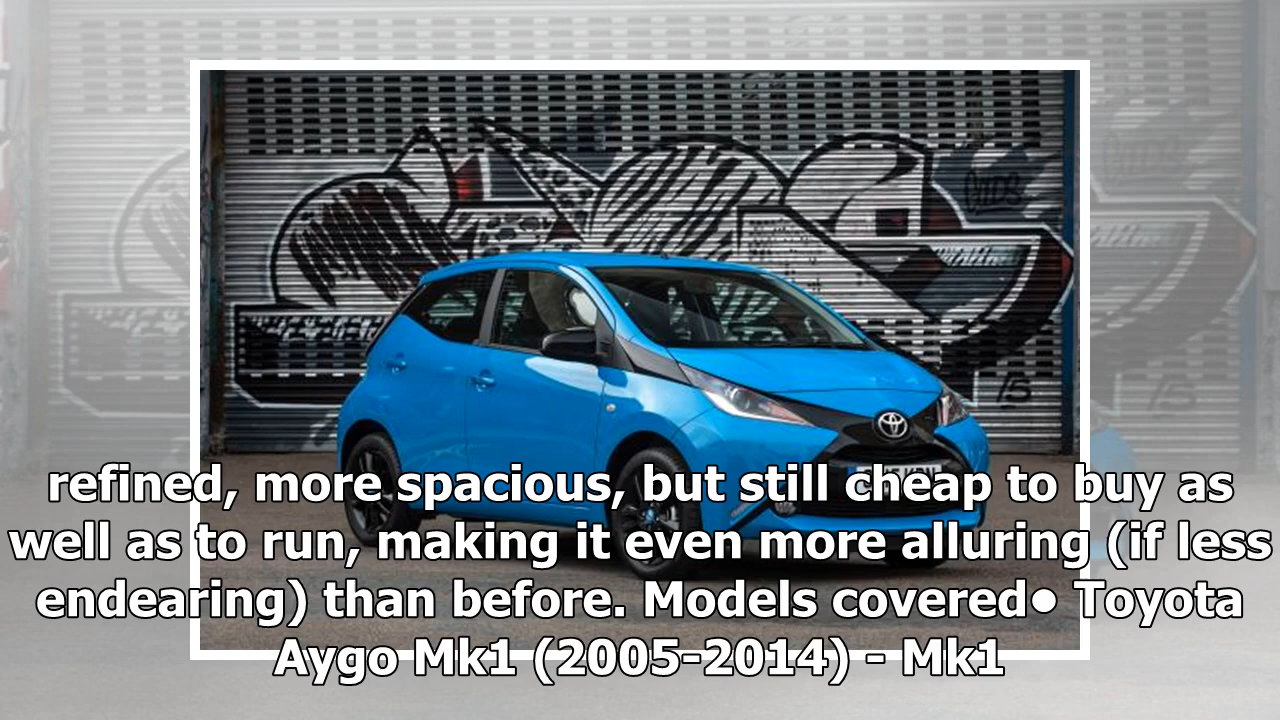 refined, more spacious, but still cheap to buy as
well as to run, making it even more alluring (if less
endearing) than before. Models covered● Toyota
Aygo Mk1 (2005-2014) - Mk1